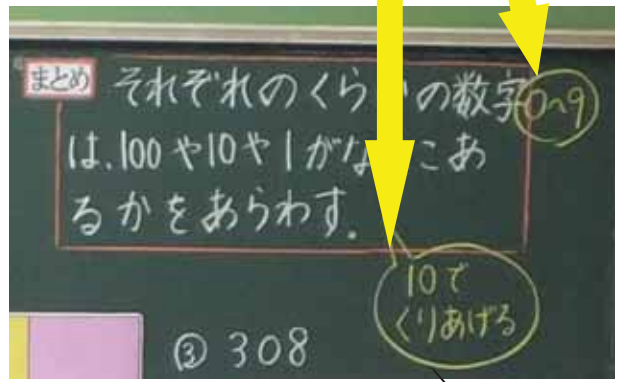 まとめ
それぞれのくら の数字
0〜9
は、100や10や1が こあ
るかをあらわす。
10で
くりあげる
③ 308